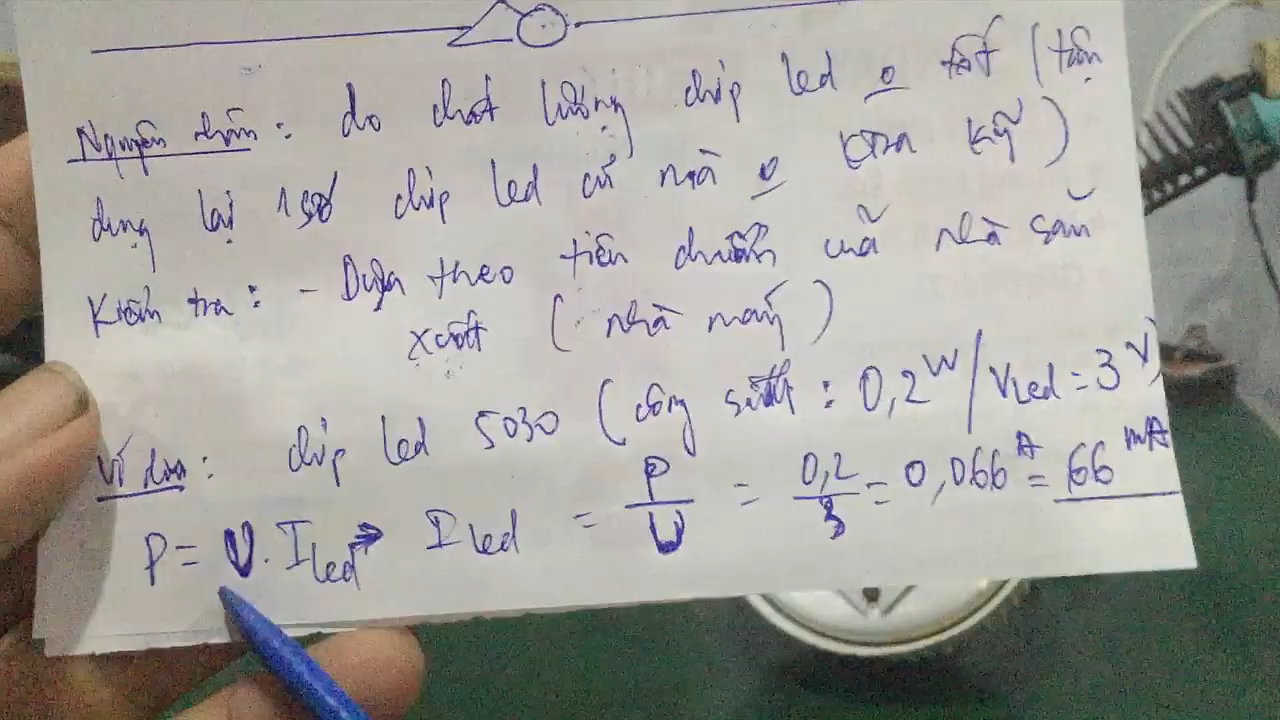 Nguyên nhân: do chất lượng chip led o tốt (tận
dụng lại 1 số chip led cũ mà o ktra kỹ)
Kiểm tra: - Dựa theo tiêu chuẩn của nhà sản
xuất (nhà máy)
Ví dụ: chip led 5030 (công suất: 0,2W/Vled=3V)
P = U.Iled → Iled = P/U = 0,2/3 = 0,066A = 66mA